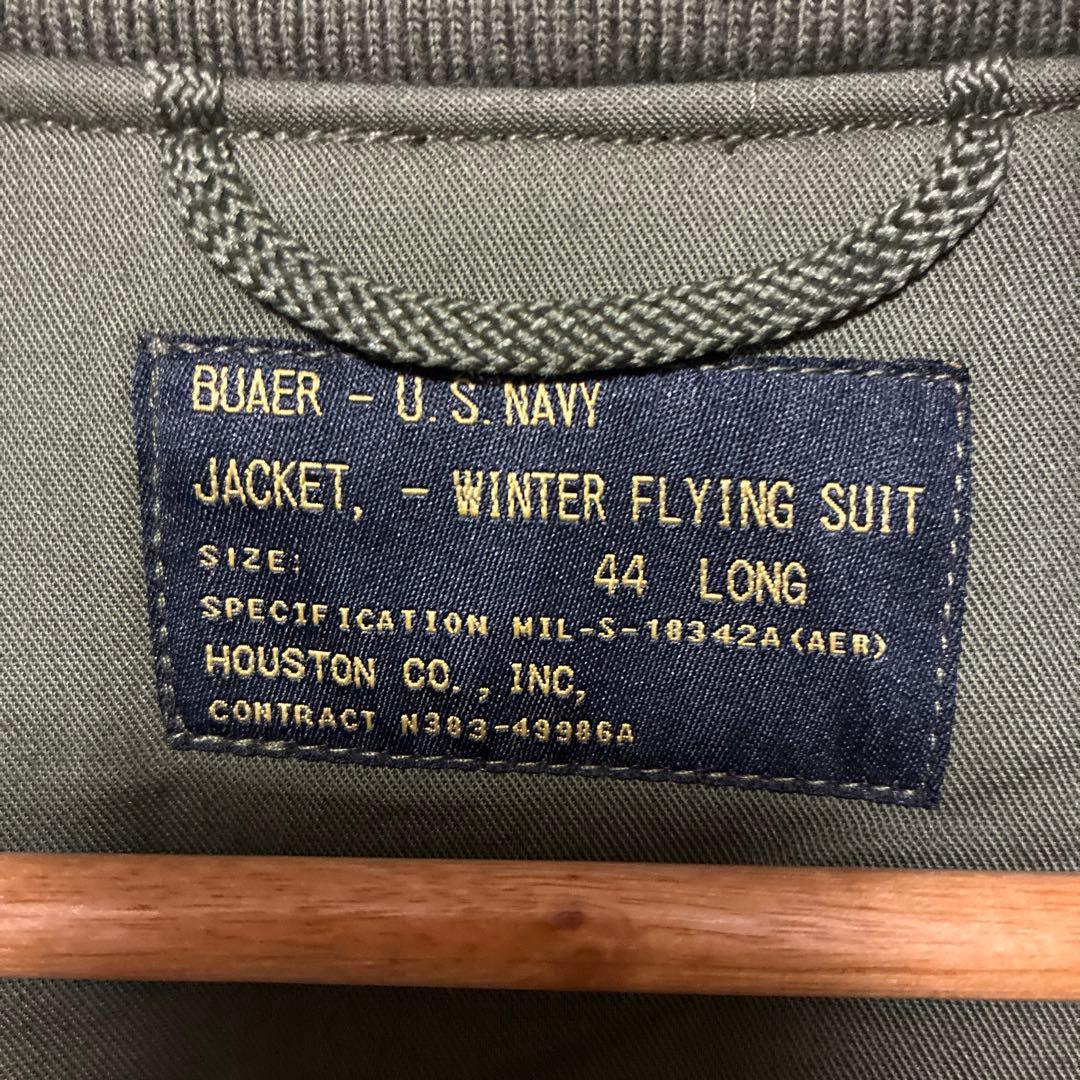 BUAER - U.S. NAVY
JACKET, - WINTER FLYING SUIT
SIZE: 44 LONG
SPECIFICATION MIL-S-18342A(AER)
HOUSTON CO., INC,
CONTRACT N383-49986A